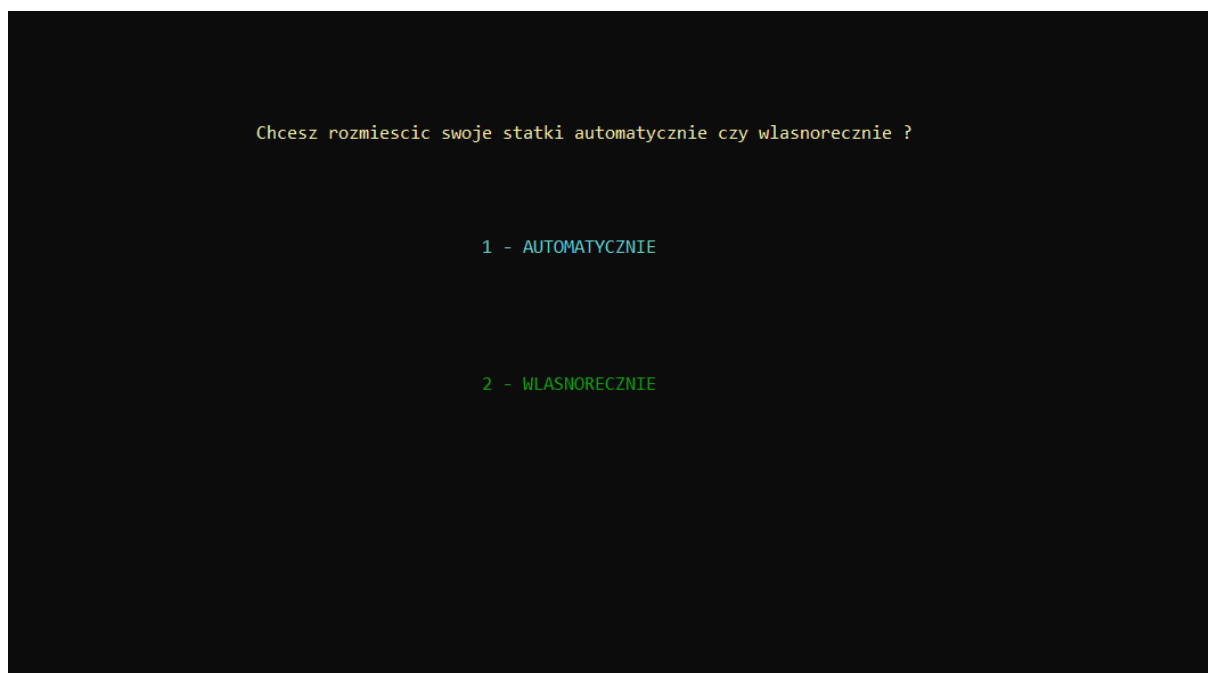 Chcesz rozmiescic swoje statki automatycznie czy wlasnorecznie ?
1 - AUTOMATYCZNIE
2 - WLASNORECZNIE